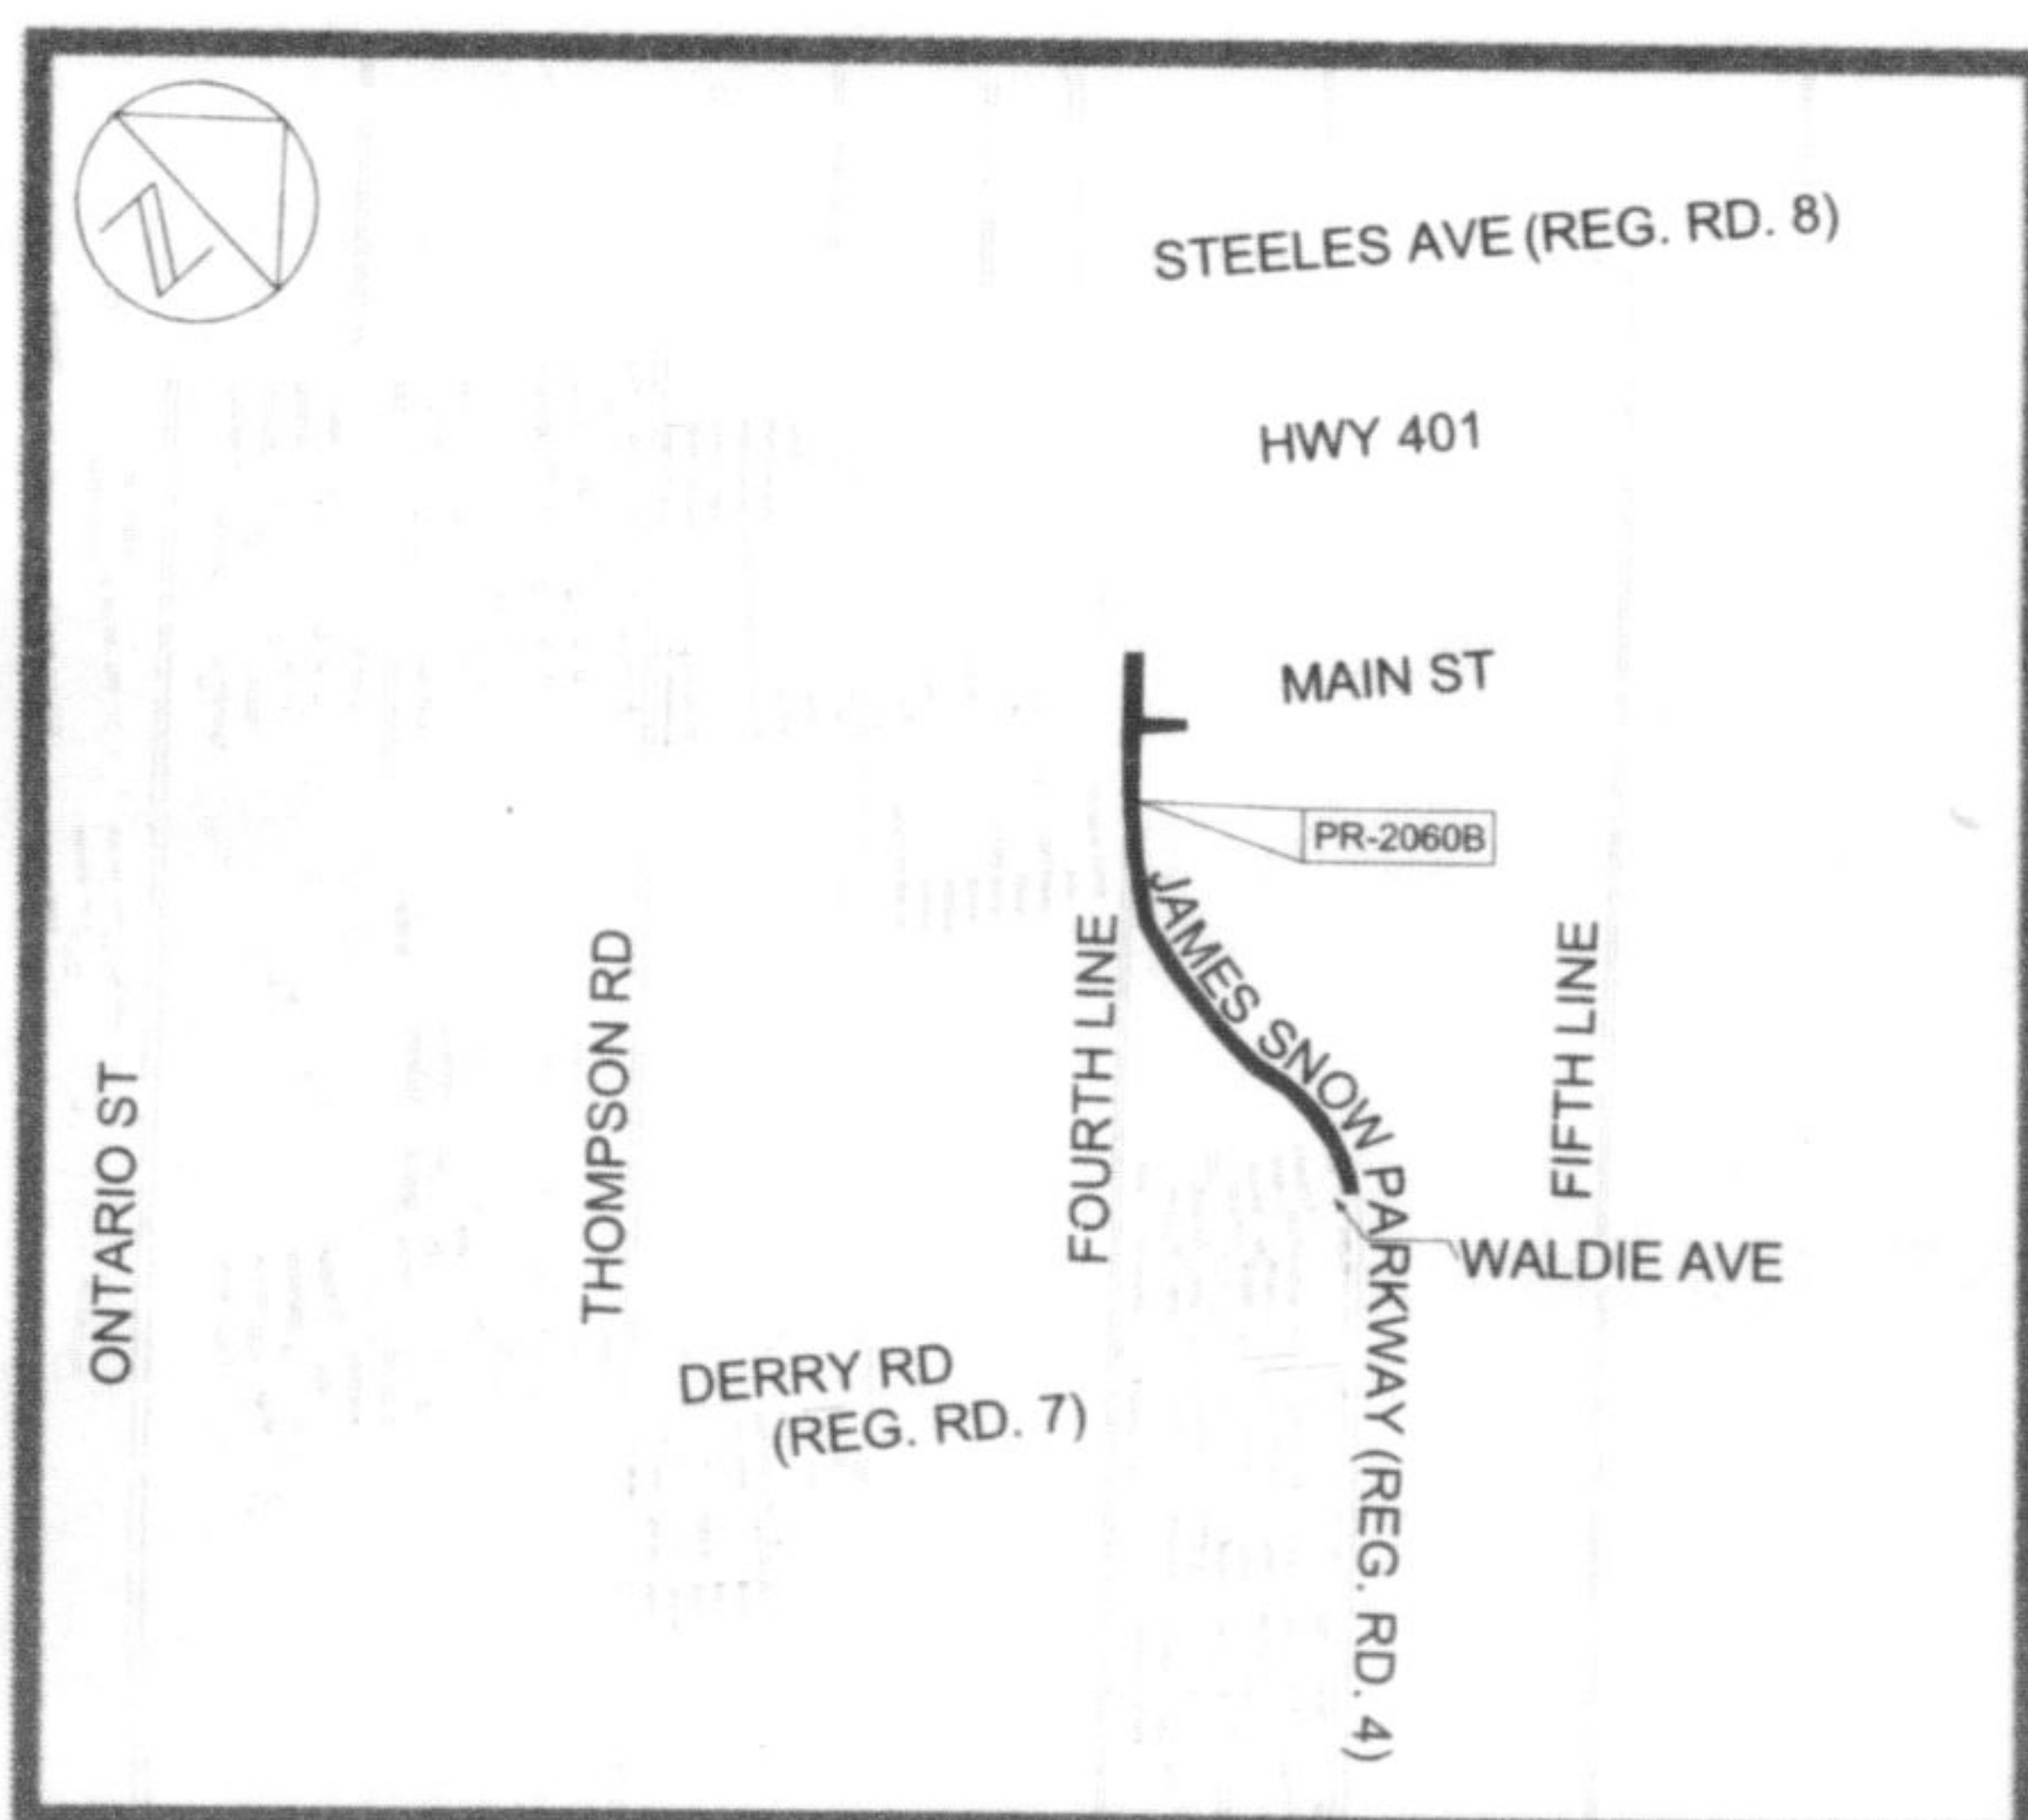 N
STEELES AVE (REG. RD. 8)
HWY 401
MAIN ST
PR-2060B
JAMES SNOW PARKWAY (REG. RD. 4)
FOURTH LINE
FIFTH LINE
THOMPSON RD
ONTARIO ST
WALDIE AVE
DERRY RD
(REG. RD. 7)